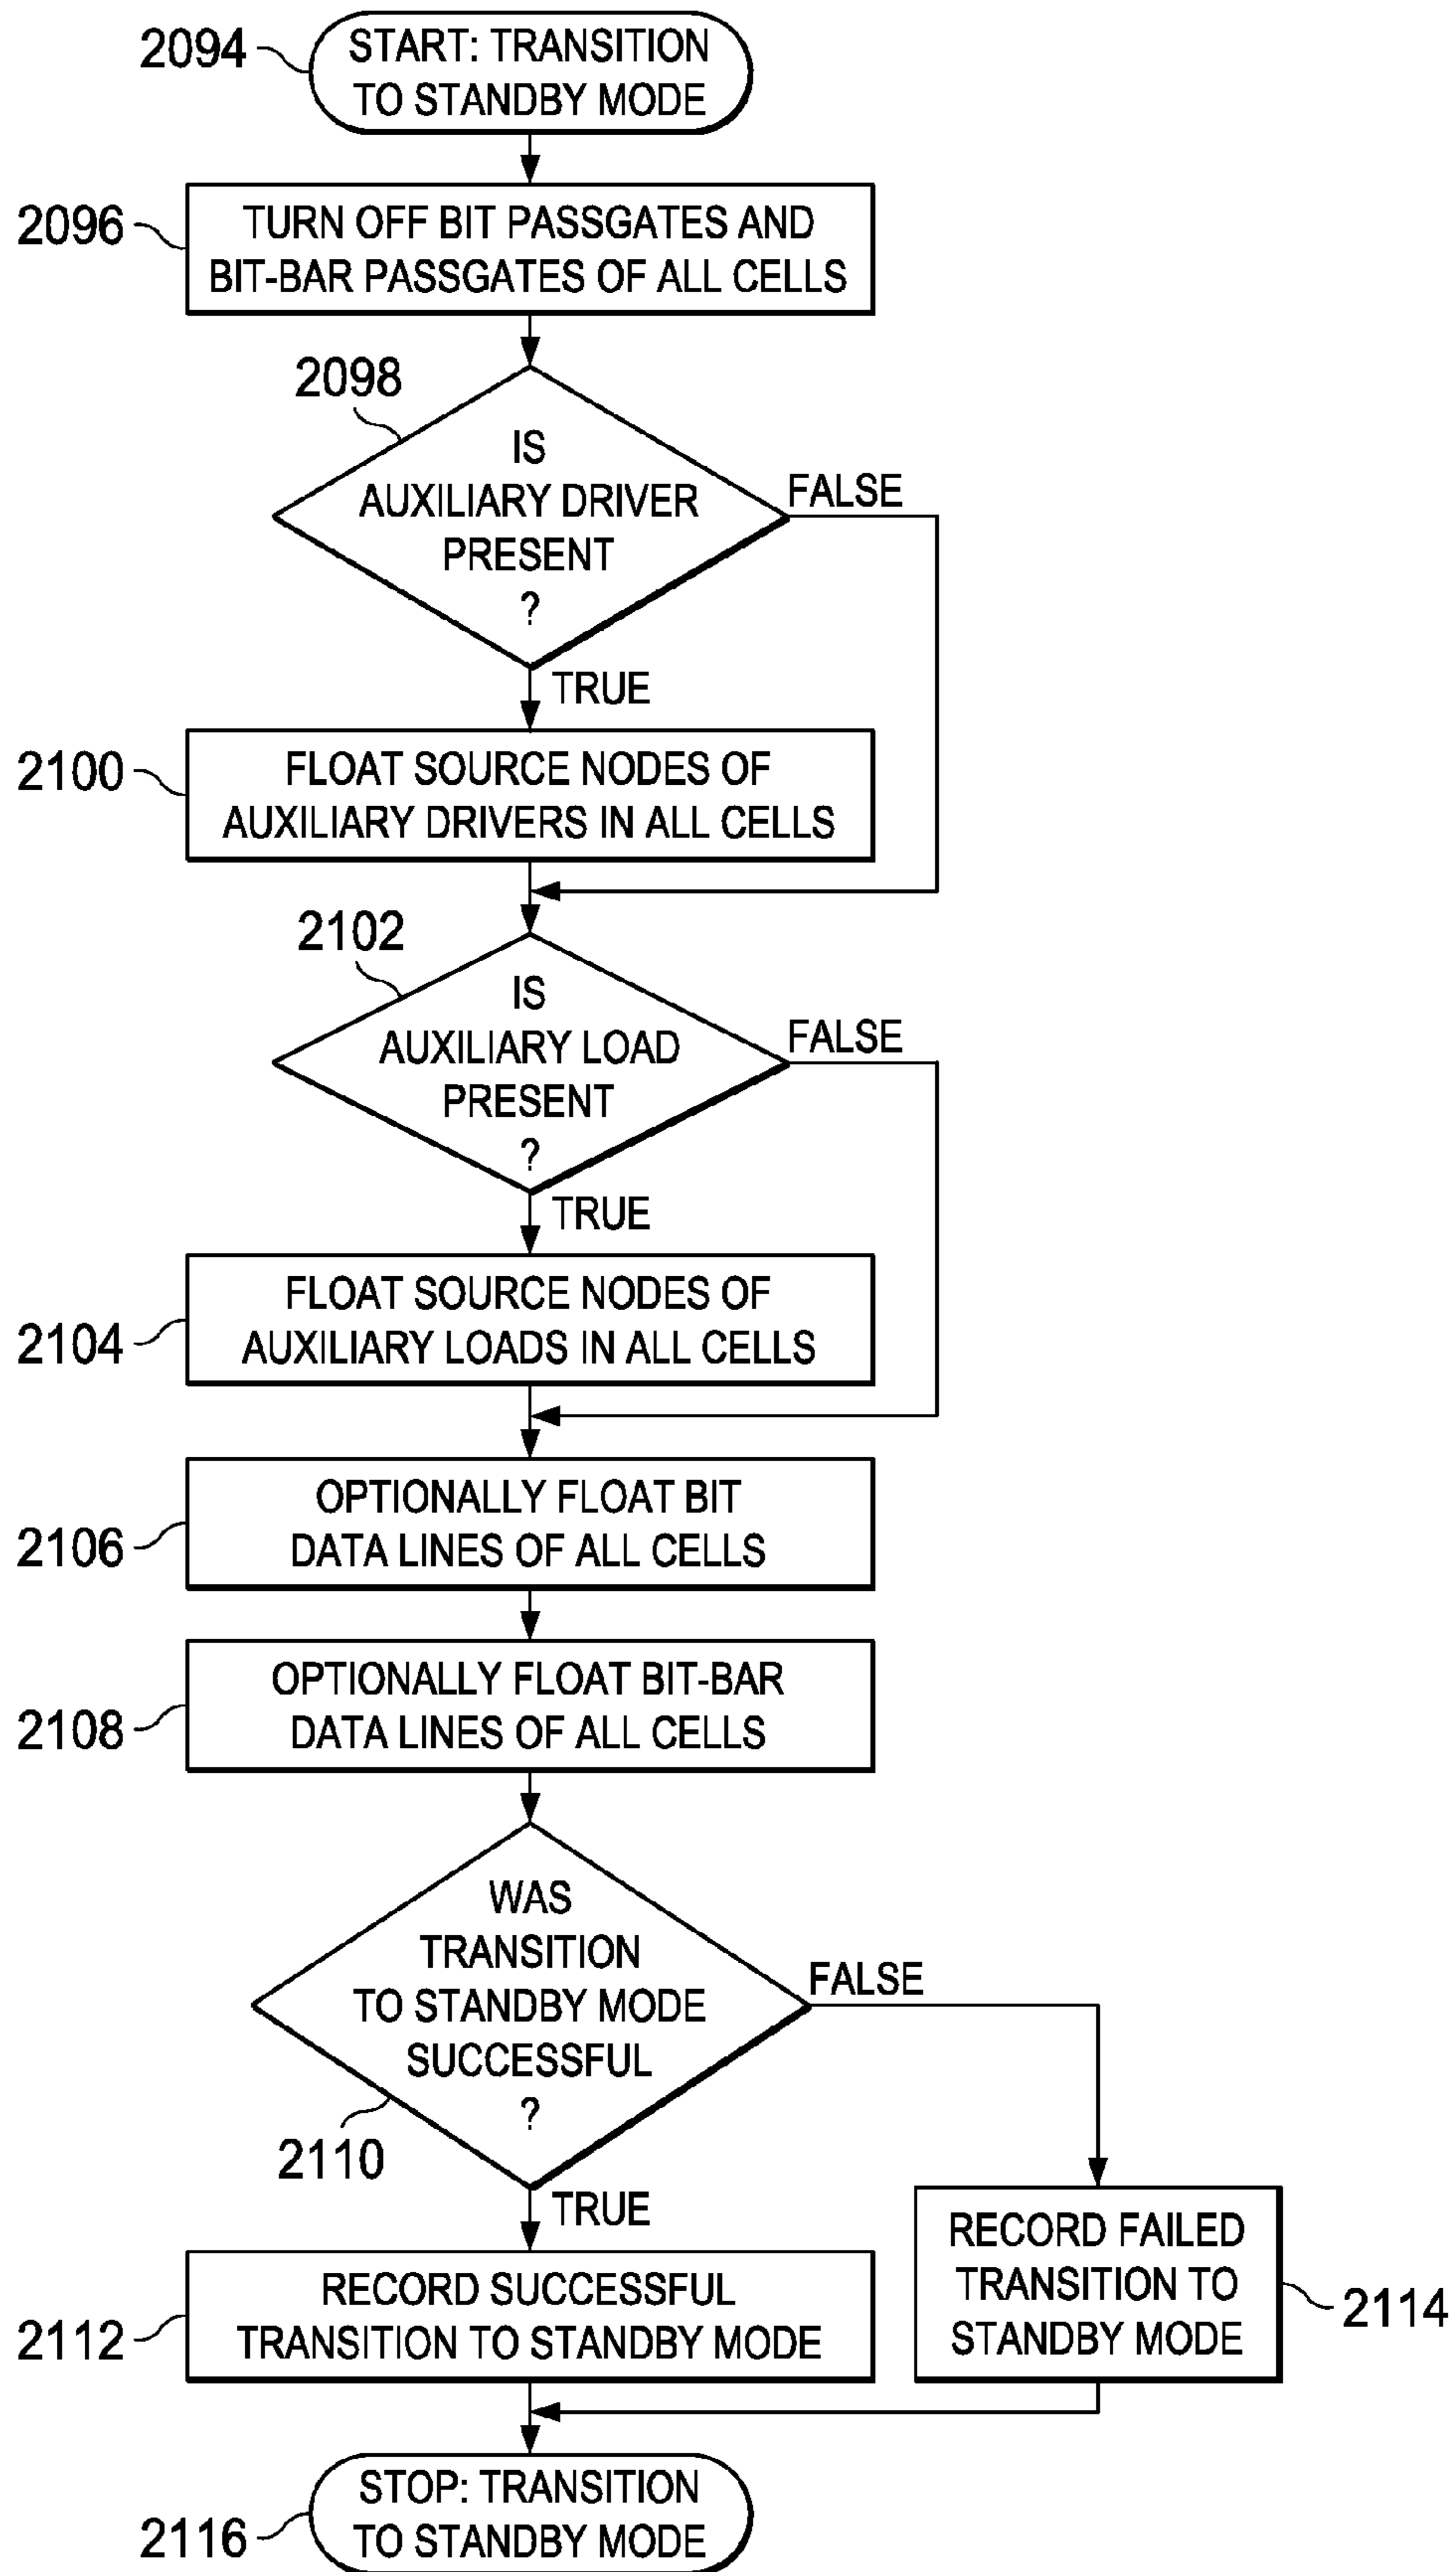 2094
START: TRANSITION
TO STANDBY MODE
2096
TURN OFF BIT PASSGATES AND
BIT-BAR PASSGATES OF ALL CELLS
2098
IS
AUXILIARY DRIVER
PRESENT
?
FALSE
TRUE
2100
FLOAT SOURCE NODES OF
AUXILIARY DRIVERS IN ALL CELLS
2102
IS
AUXILIARY LOAD
PRESENT
?
FALSE
TRUE
2104
FLOAT SOURCE NODES OF
AUXILIARY LOADS IN ALL CELLS
2106
OPTIONALLY FLOAT BIT
DATA LINES OF ALL CELLS
2108
OPTIONALLY FLOAT BIT-BAR
DATA LINES OF ALL CELLS
WAS
TRANSITION
TO STANDBY MODE
SUCCESSFUL
?
FALSE
2110
TRUE
2112
RECORD SUCCESSFUL
TRANSITION TO STANDBY MODE
RECORD FAILED
TRANSITION TO
STANDBY MODE
2114
2116
STOP: TRANSITION
TO STANDBY MODE